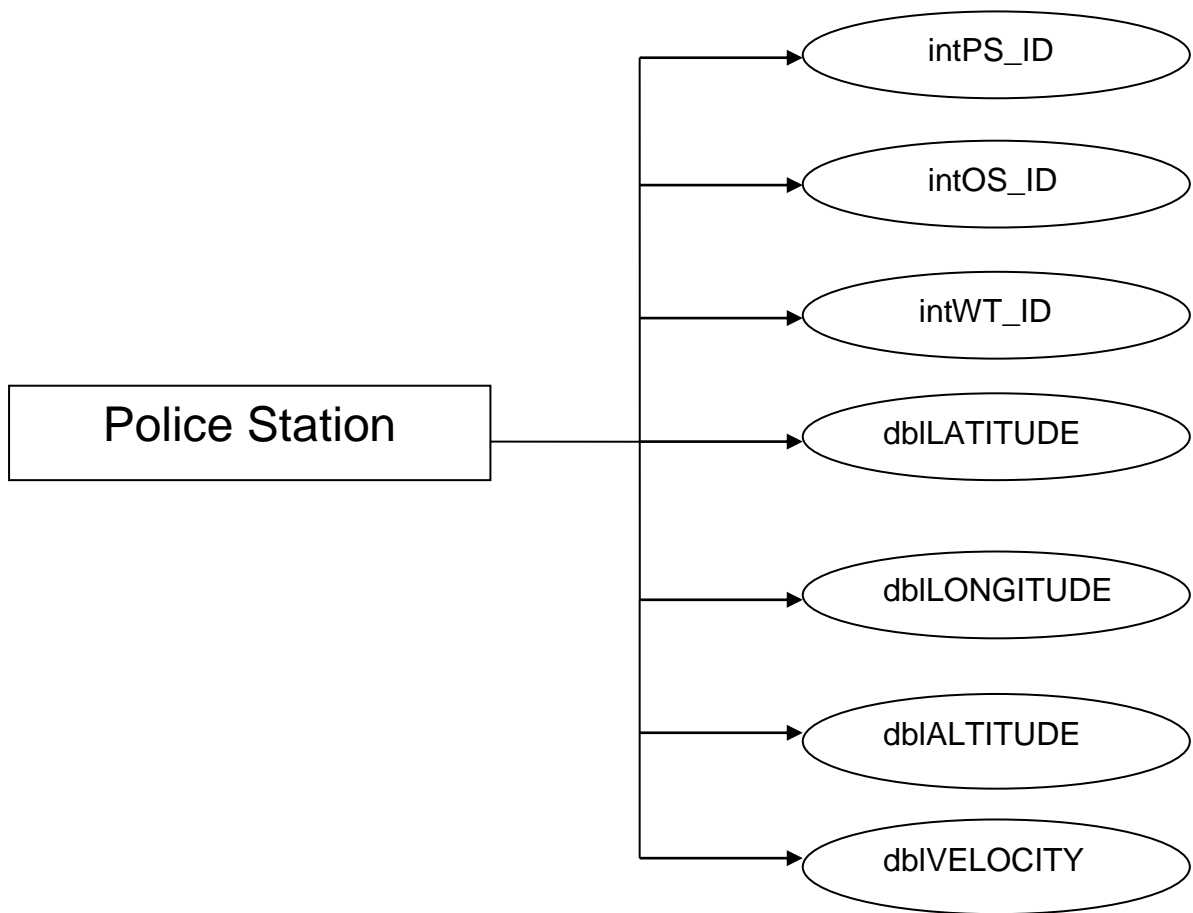 intPS_ID
intOS_ID
intWT_ID
Police Station
dblLATITUDE
dblLONGITUDE
dblALTITUDE
dblVELOCITY